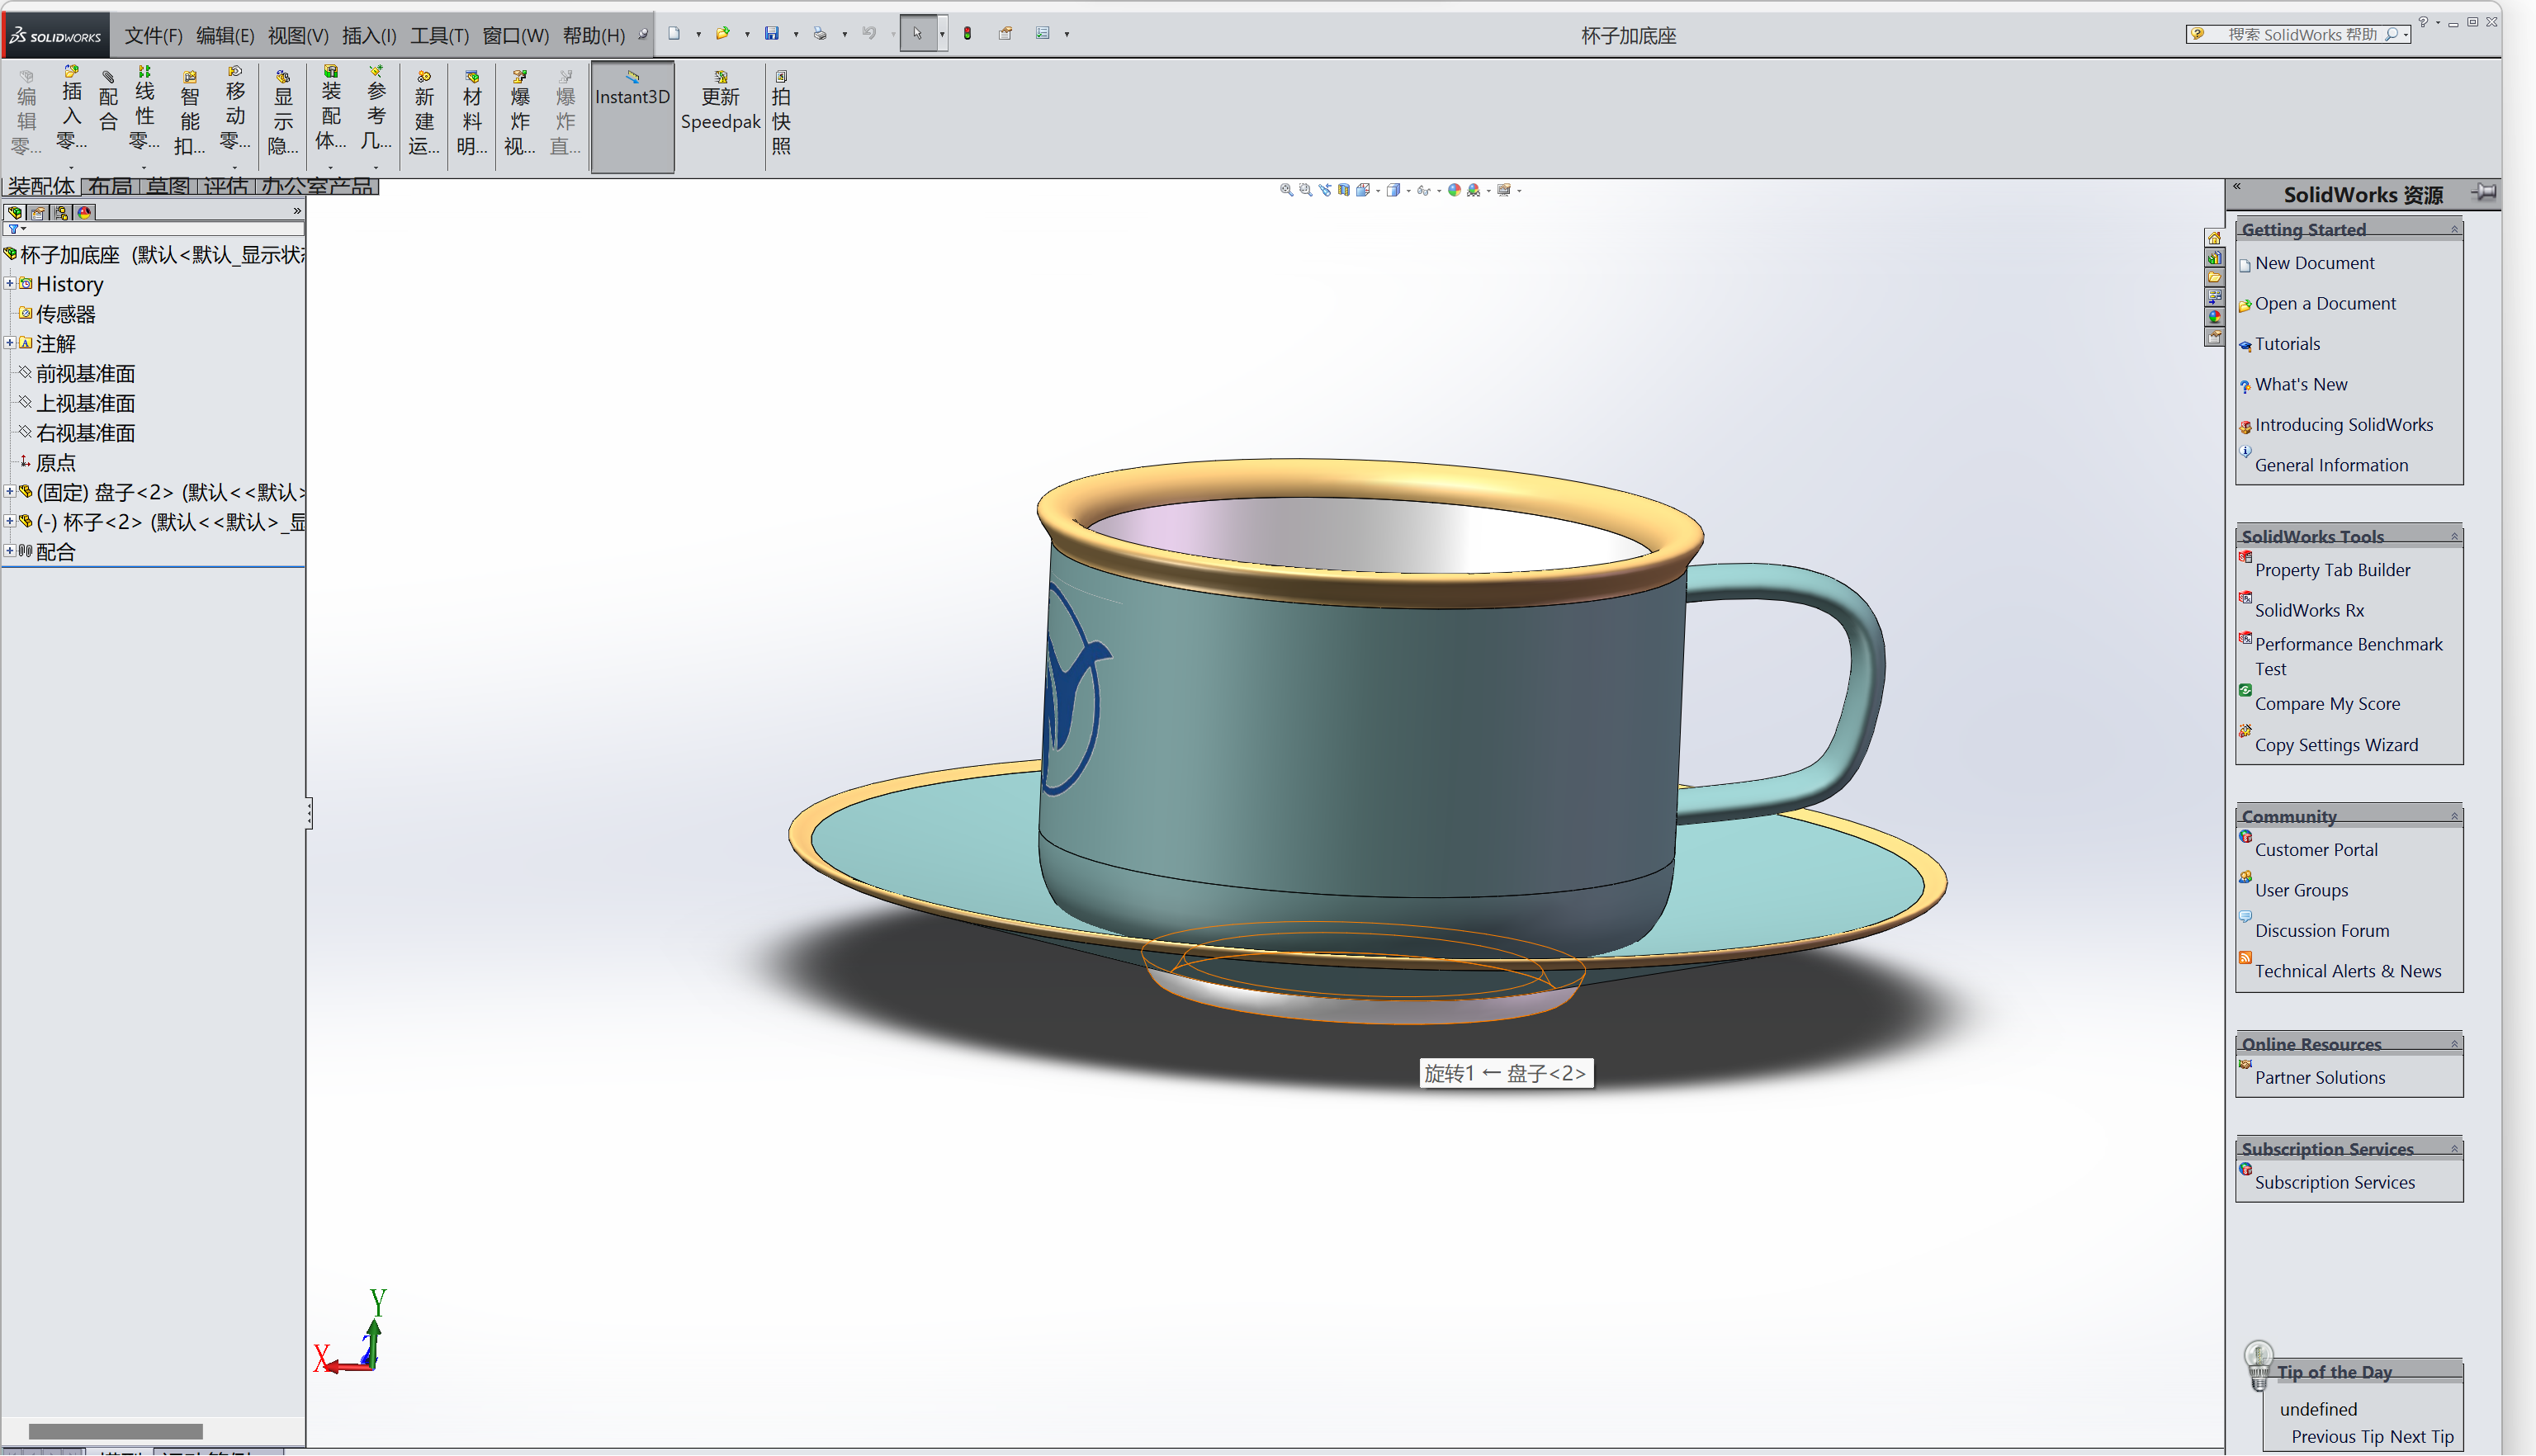 SOLIDWORKS 文件(F) 编辑(E) 视图(V) 插入(I) 工具(T) 窗口(W) 帮助(H)
杯子加底座
搜索 SolidWorks 帮助
编辑零...
插入零...
配合
线性零...
智能扣...
移动零...
显示隐...
装配体...
参考几...
新建运...
材料明...
爆炸视...
爆炸直...
Instant3D
更新 Speedpak
拍快照
装配体 布局 草图 评估 办公室产品
杯子加底座 (默认<默认_显示状
History
传感器
注解
前视基准面
上视基准面
右视基准面
原点
(固定) 盘子<2> (默认<<默认>
(-) 杯子<2> (默认<<默认>_显
配合
旋转1 ← 盘子<2>
Y
X
SolidWorks 资源
Getting Started
New Document
Open a Document
Tutorials
What's New
Introducing SolidWorks
General Information
SolidWorks Tools
Property Tab Builder
SolidWorks Rx
Performance Benchmark
Test
Compare My Score
Copy Settings Wizard
Community
Customer Portal
User Groups
Discussion Forum
Technical Alerts & News
Online Resources
Partner Solutions
Subscription Services
Subscription Services
Tip of the Day
undefined
Previous Tip Next Tip